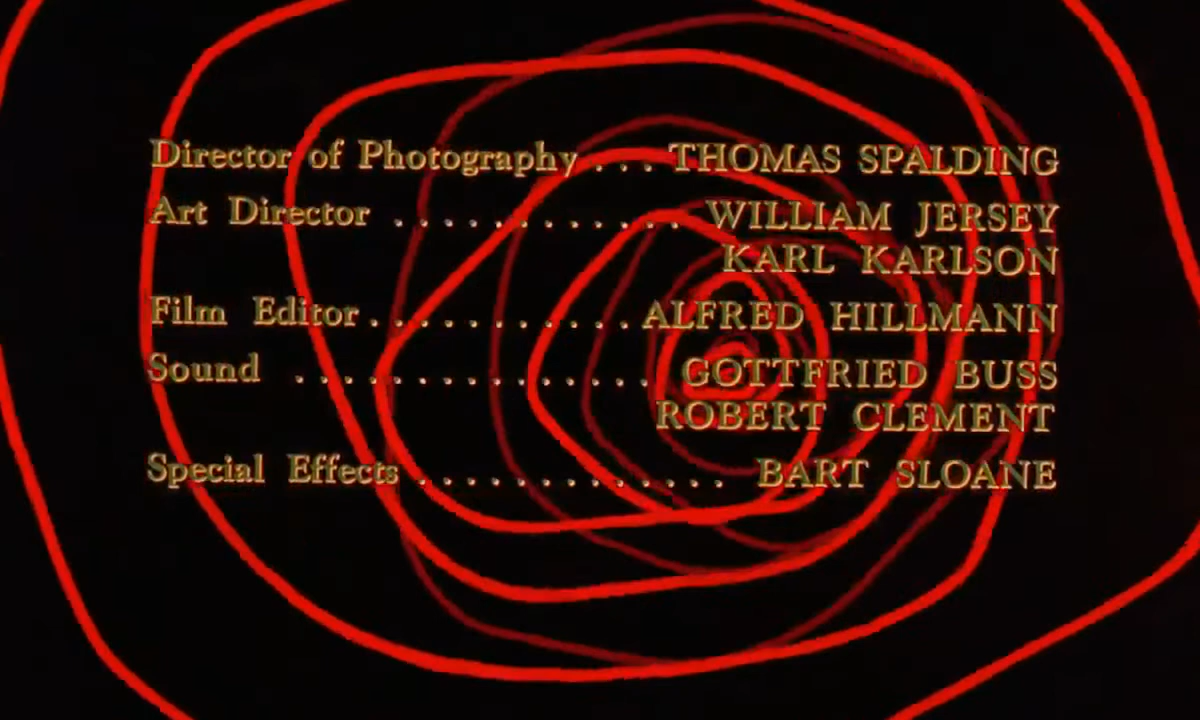 Director of Photography . . . THOMAS SPALDING
Art Director . . . . . . . . . . . . WILLIAM JERSEY
KARL KARLSON
Film Editor . . . . . . . . . . . ALFRED HILLMANN
Sound . . . . . . . . . . . . . . . GOTTFRIED BUSS
ROBERT CLEMENT
Special Effects . . . . . . . . . . . . . BART SLOANE